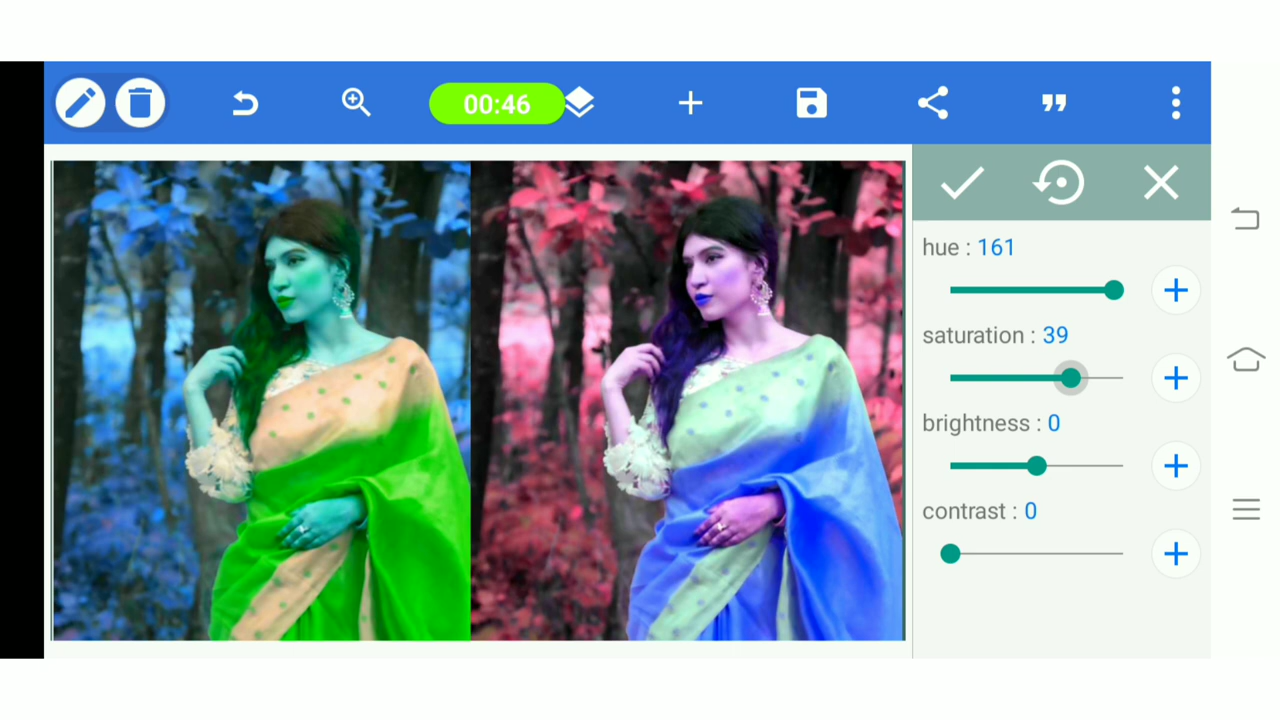 00:46
hue : 161
saturation : 39
brightness : 0
contrast : 0